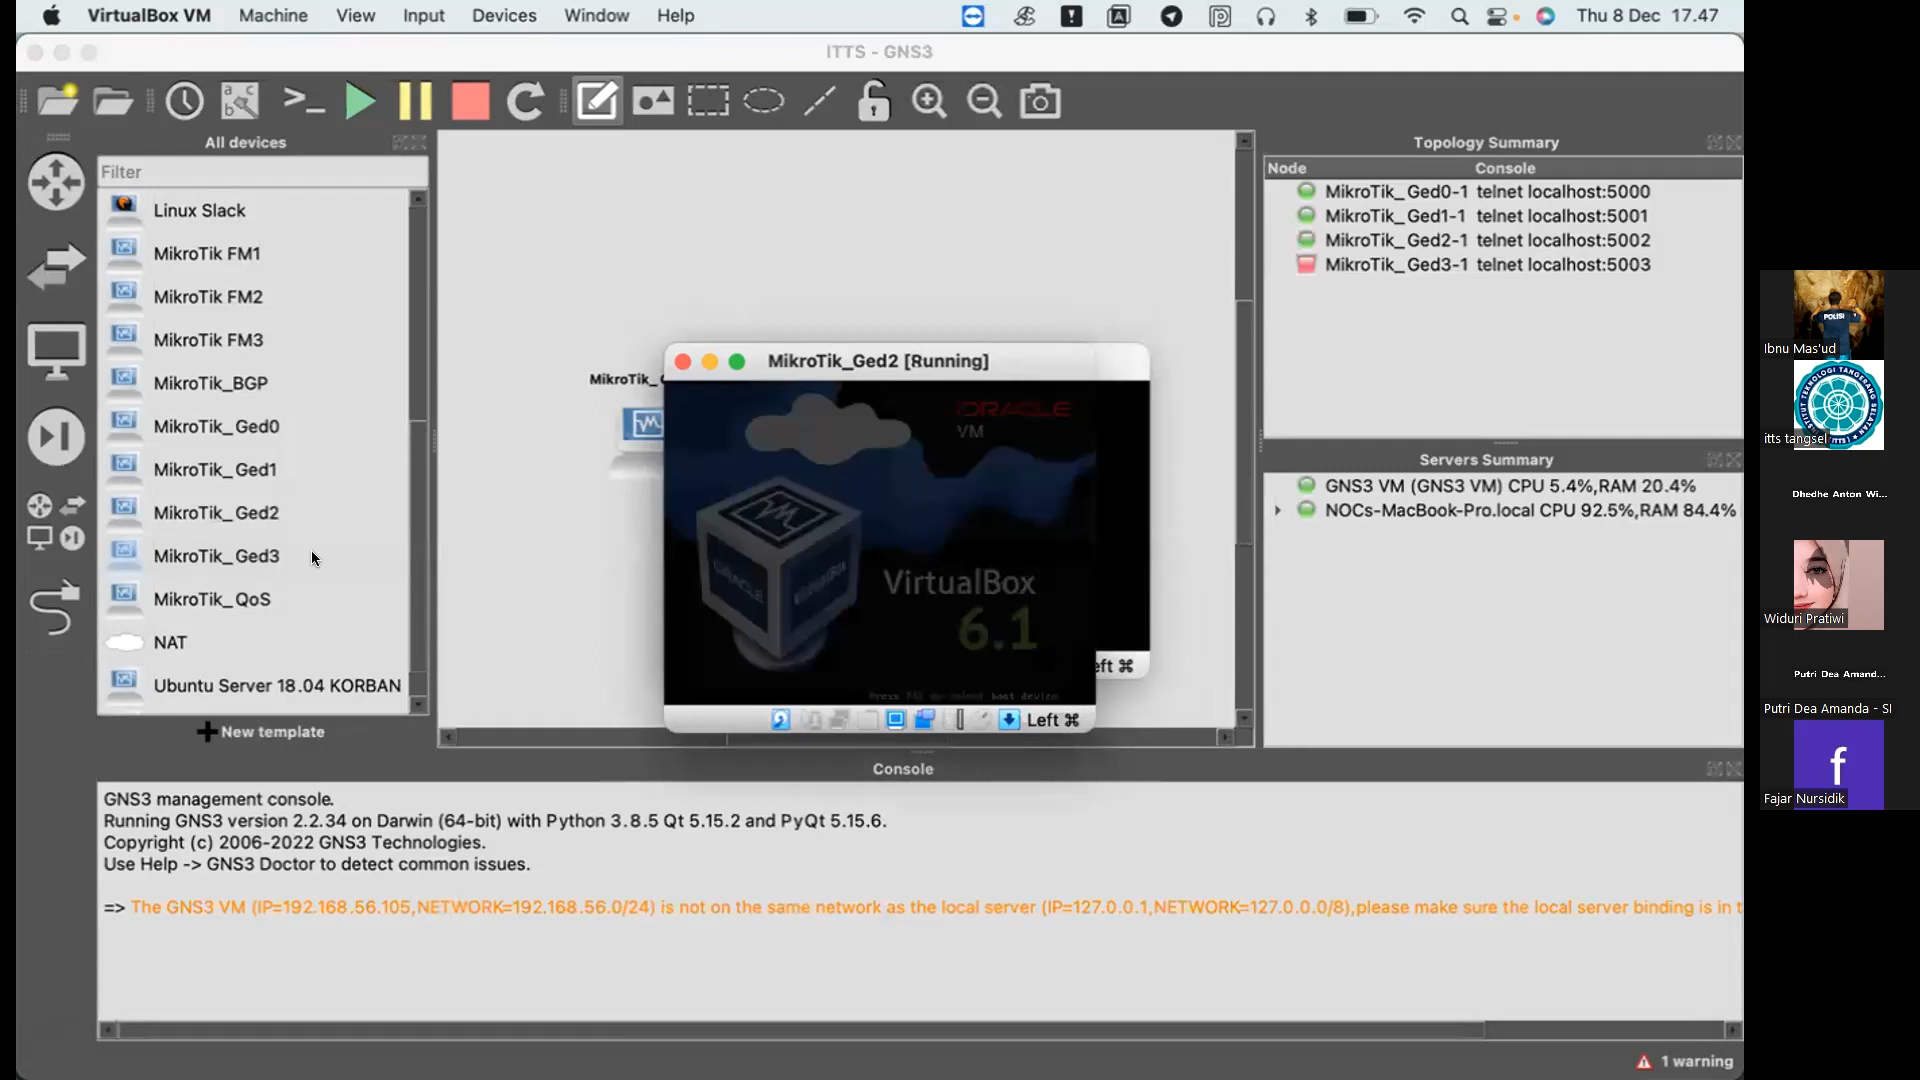 VirtualBox VM Machine View Input Devices Window Help
Thu 8 Dec 17.47
ITTS - GNS3
All devices
Filter
Linux Slack
MikroTik FM1
MikroTik FM2
MikroTik FM3
MikroTik_BGP
MikroTik_Ged0
MikroTik_Ged1
MikroTik_Ged2
MikroTik_Ged3
MikroTik_QoS
NAT
Ubuntu Server 18.04 KORBAN
New template
MikroTik_
MikroTik_Ged2 [Running]
ORACLE
VM
VirtualBox
6.1
Left ⌘
eft ⌘
Topology Summary
Node Console
MikroTik_Ged0-1 telnet localhost:5000
MikroTik_Ged1-1 telnet localhost:5001
MikroTik_Ged2-1 telnet localhost:5002
MikroTik_Ged3-1 telnet localhost:5003
Servers Summary
GNS3 VM (GNS3 VM) CPU 5.4%,RAM 20.4%
NOCs-MacBook-Pro.local CPU 92.5%,RAM 84.4%
Console
GNS3 management console.
Running GNS3 version 2.2.34 on Darwin (64-bit) with Python 3.8.5 Qt 5.15.2 and PyQt 5.15.6.
Copyright (c) 2006-2022 GNS3 Technologies.
Use Help -> GNS3 Doctor to detect common issues.
=> The GNS3 VM (IP=192.168.56.105,NETWORK=192.168.56.0/24) is not on the same network as the local server (IP=127.0.0.1,NETWORK=127.0.0.0/8),please make sure the local server binding is in t
1 warning
POLISI
Ibnu Mas'ud
itts tangsel
Dhedhe Anton Wi...
Widuri Pratiwi
Putri Dea Amand...
Putri Dea Amanda - SI
f
Fajar Nursidik